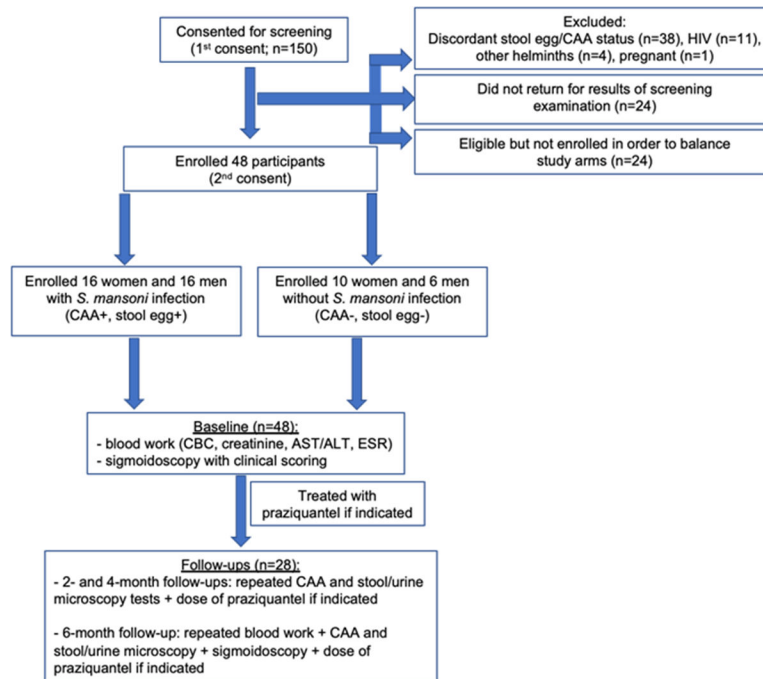 Consented for screening
(1st consent; n=150)
Excluded:
Discordant stool egg/CAA status (n=38), HIV (n=11),
other helminths (n=4), pregnant (n=1)
Did not return for results of screening
examination (n=24)
Eligible but not enrolled in order to balance
study arms (n=24)
Enrolled 48 participants
(2nd consent)
Enrolled 16 women and 16 men
with S. mansoni infection
(CAA+, stool egg+)
Enrolled 10 women and 6 men
without S. mansoni infection
(CAA-, stool egg-)
Baseline (n=48):
- blood work (CBC, creatinine, AST/ALT, ESR)
- sigmoidoscopy with clinical scoring
Treated with
praziquantel if indicated
Follow-ups (n=28):
- 2- and 4-month follow-ups: repeated CAA and stool/urine
microscopy tests + dose of praziquantel if indicated
- 6-month follow-up: repeated blood work + CAA and
stool/urine microscopy + sigmoidoscopy + dose of
praziquantel if indicated